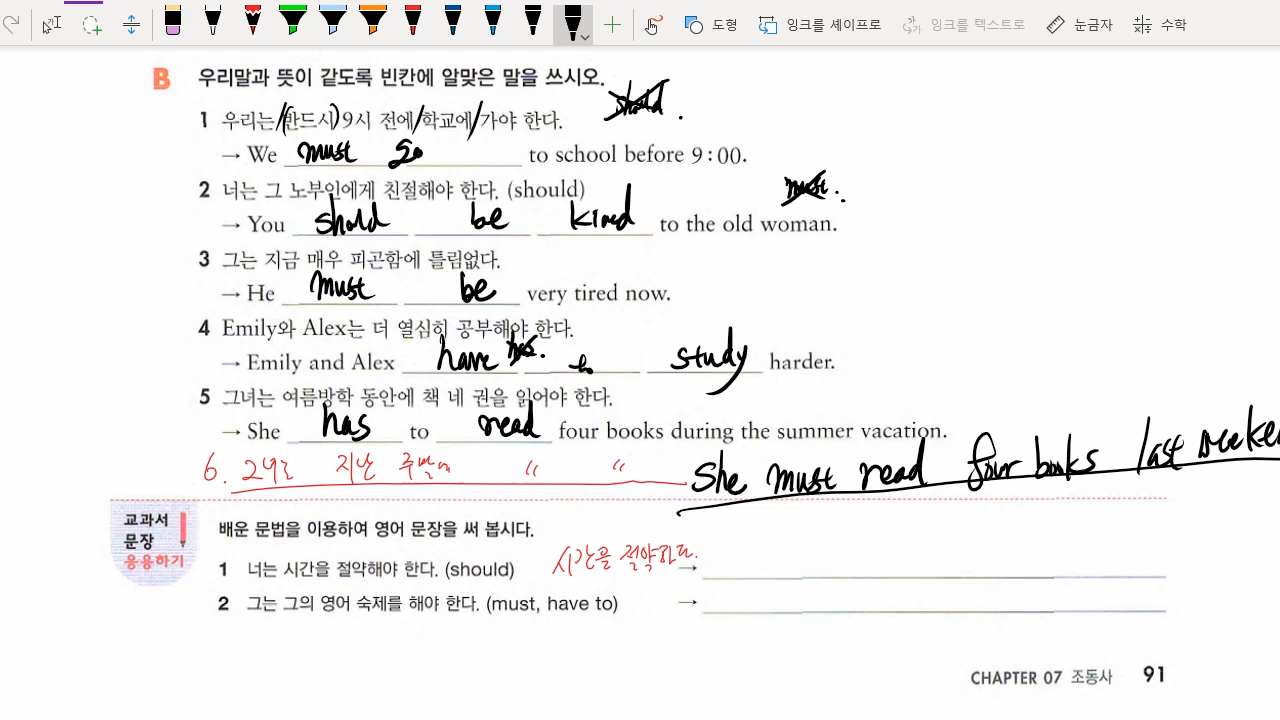 도형 잉크를 셰이프로 잉크를 텍스트로 눈금자 수학
B 우리말과 뜻이 같도록 빈칸에 알맞은 말을 쓰시오.
should
1 우리는/(반드시)9시 전에/학교에/가야 한다.
→ We must go to school before 9:00.
2 너는 그 노부인에게 친절해야 한다. (should)
must
→ You should be kind to the old woman.
3 그는 지금 매우 피곤함에 틀림없다.
→ He must be very tired now.
4 Emily와 Alex는 더 열심히 공부해야 한다.
→ Emily and Alex have has. to study harder.
5 그녀는 여름방학 동안에 책 네 권을 읽어야 한다.
→ She has to read four books during the summer vacation.
6. 그녀는 지난 주말에 〃 〃 She must read four books last
교과서
문장
응용하기
배운 문법을 이용하여 영어 문장을 써 봅시다.
1 너는 시간을 절약해야 한다. (should) 시간을 절약하다. →
2 그는 그의 영어 숙제를 해야 한다. (must, have to) →
CHAPTER 07 조동사 91